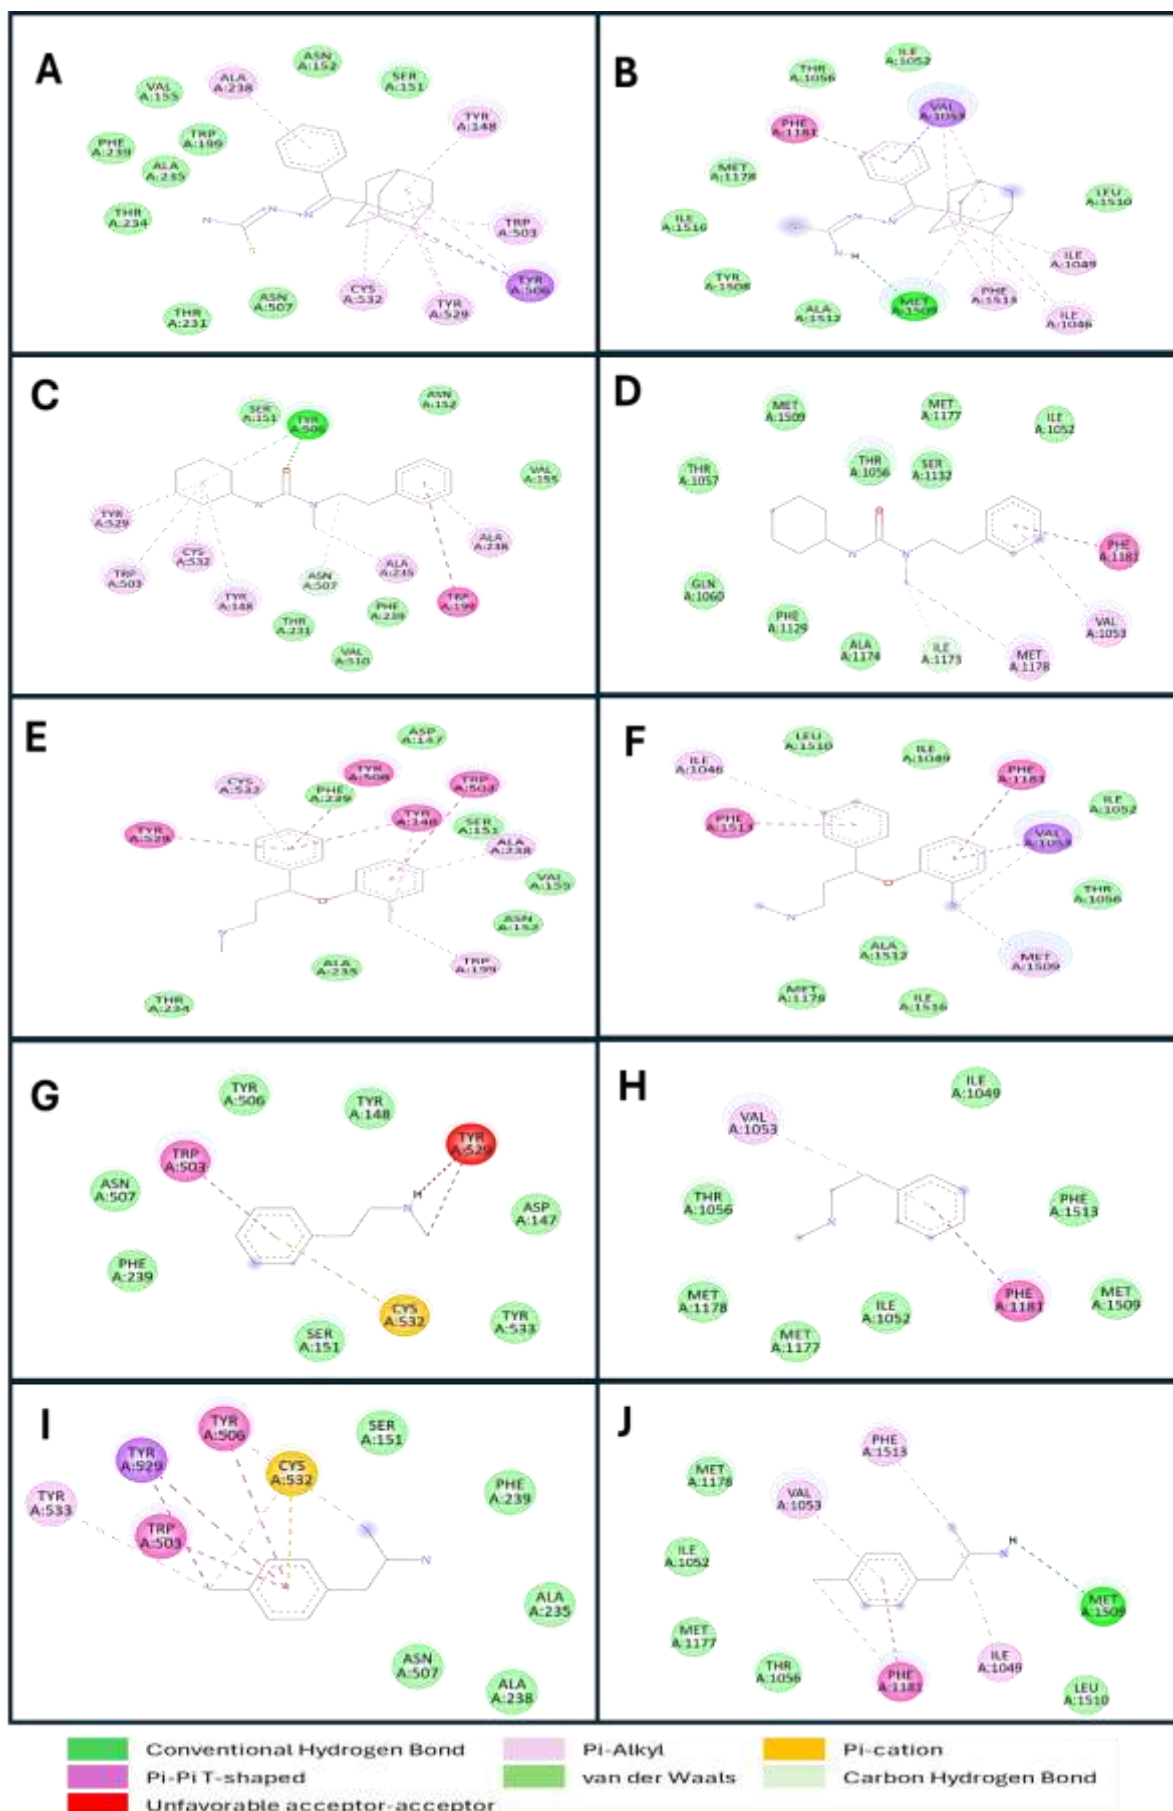 A
ASN
A:152
ALA
A:238
SER
A:151
VAL
A:155
TYR
A:148
PHE
A:239
TRP
A:199
ALA
A:235
THR
A:234
TRP
A:503
TYR
A:506
CYS
A:532
TYR
A:529
ASN
A:507
THR
A:231
B
ILE
A:1052
THR
A:1056
VAL
A:1053
PHE
A:1181
MET
A:1178
LEU
A:1510
ILE
A:1516
ILE
A:1049
TYR
A:1508
PHE
A:1513
MET
A:1509
ALA
A:1512
ILE
A:1046
N
N
N
N
N
N
H
C
SER
A:151
TYR
A:506
ASN
A:152
VAL
A:155
TYR
A:529
ALA
A:238
CYS
A:532
TRP
A:503
ASN
A:507
ALA
A:235
TYR
A:148
TRP
A:199
PHE
A:239
THR
A:231
VAL
A:510
D
MET
A:1509
MET
A:1177
ILE
A:1052
THR
A:1057
THR
A:1056
SER
A:1132
PHE
A:1181
GLN
A:1060
PHE
A:1129
VAL
A:1053
ALA
A:1174
ILE
A:1173
MET
A:1178
E
ASP
A:147
TYR
A:506
CYS
A:532
TRP
A:503
PHE
A:239
TYR
A:148
SER
A:151
TYR
A:529
ALA
A:238
VAL
A:155
ASN
A:152
ALA
A:235
TRP
A:199
THR
A:234
F
LEU
A:1510
ILE
A:1049
ILE
A:1046
PHE
A:1181
ILE
A:1052
PHE
A:1513
VAL
A:1053
THR
A:1056
ALA
A:1512
MET
A:1509
MET
A:1178
ILE
A:1516
G
TYR
A:506
TYR
A:148
TRP
A:503
TYR
A:529
H
N
ASN
A:507
ASP
A:147
PHE
A:239
CYS
A:532
TYR
A:533
SER
A:151
H
ILE
A:1049
VAL
A:1053
THR
A:1056
PHE
A:1513
N
MET
A:1178
ILE
A:1052
PHE
A:1181
MET
A:1509
MET
A:1177
I
TYR
A:506
SER
A:151
TYR
A:529
CYS
A:532
TYR
A:533
PHE
A:239
TRP
A:503
N
ALA
A:235
ASN
A:507
ALA
A:238
J
PHE
A:1513
MET
A:1178
VAL
A:1053
H
N
ILE
A:1052
MET
A:1509
MET
A:1177
THR
A:1056
PHE
A:1181
ILE
A:1049
LEU
A:1510
Conventional Hydrogen Bond
Pi-Alkyl
Pi-cation
Pi-Pi T-shaped
van der Waals
Carbon Hydrogen Bond
Unfavorable acceptor-acceptor